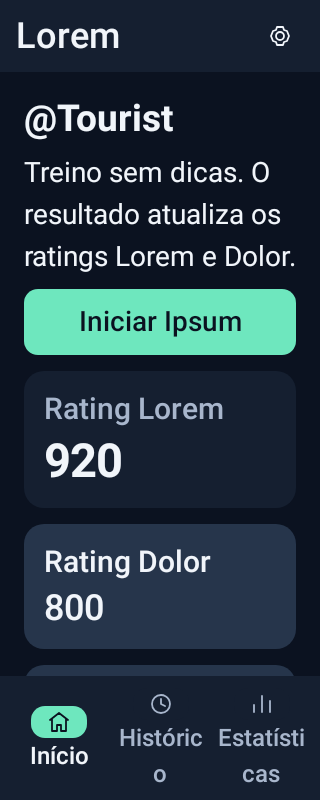 Lorem
@Tourist
Treino sem dicas. O
resultado atualiza os
ratings Lorem e Dolor.
Iniciar Ipsum
Rating Lorem
920
Rating Dolor
800
Início
Históric
o
Estatísti
cas